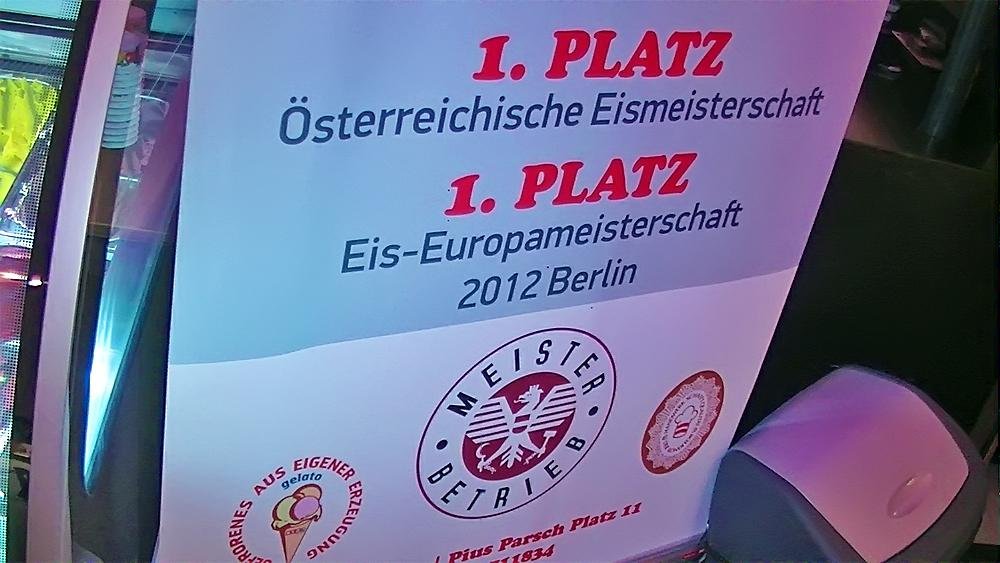 1. PLATZ
Österreichische Eismeisterschaft
1. PLATZ
Eis-Europameisterschaft
2012 Berlin
MEISTER
BETRIEB
GEFRORENES AUS EIGENER ERZEUGUNG
gelato
| Pius Parsch Platz 11
711834